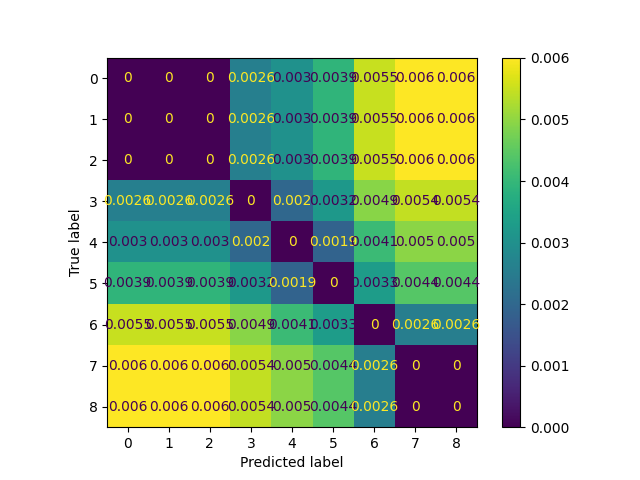 0 0 0 0 0.0026 0.003 0.0039 0.0055 0.006 0.006
1 0 0 0 0.0026 0.003 0.0039 0.0055 0.006 0.006
2 0 0 0 0.0026 0.003 0.0039 0.0055 0.006 0.006
3 0.0026 0.0026 0.0026 0 0.002 0.0032 0.0049 0.0054 0.0054
4 0.003 0.003 0.003 0.002 0 0.0019 0.0041 0.005 0.005
5 0.0039 0.0039 0.0039 0.0032 0.0019 0 0.0033 0.0044 0.0044
6 0.0055 0.0055 0.0055 0.0049 0.0041 0.0033 0 0.0026 0.0026
7 0.006 0.006 0.006 0.0054 0.005 0.0044 0.0026 0 0
8 0.006 0.006 0.006 0.0054 0.005 0.0044 0.0026 0 0
0 1 2 3 4 5 6 7 8
Predicted label
True label
0.006
0.005
0.004
0.003
0.002
0.001
0.000